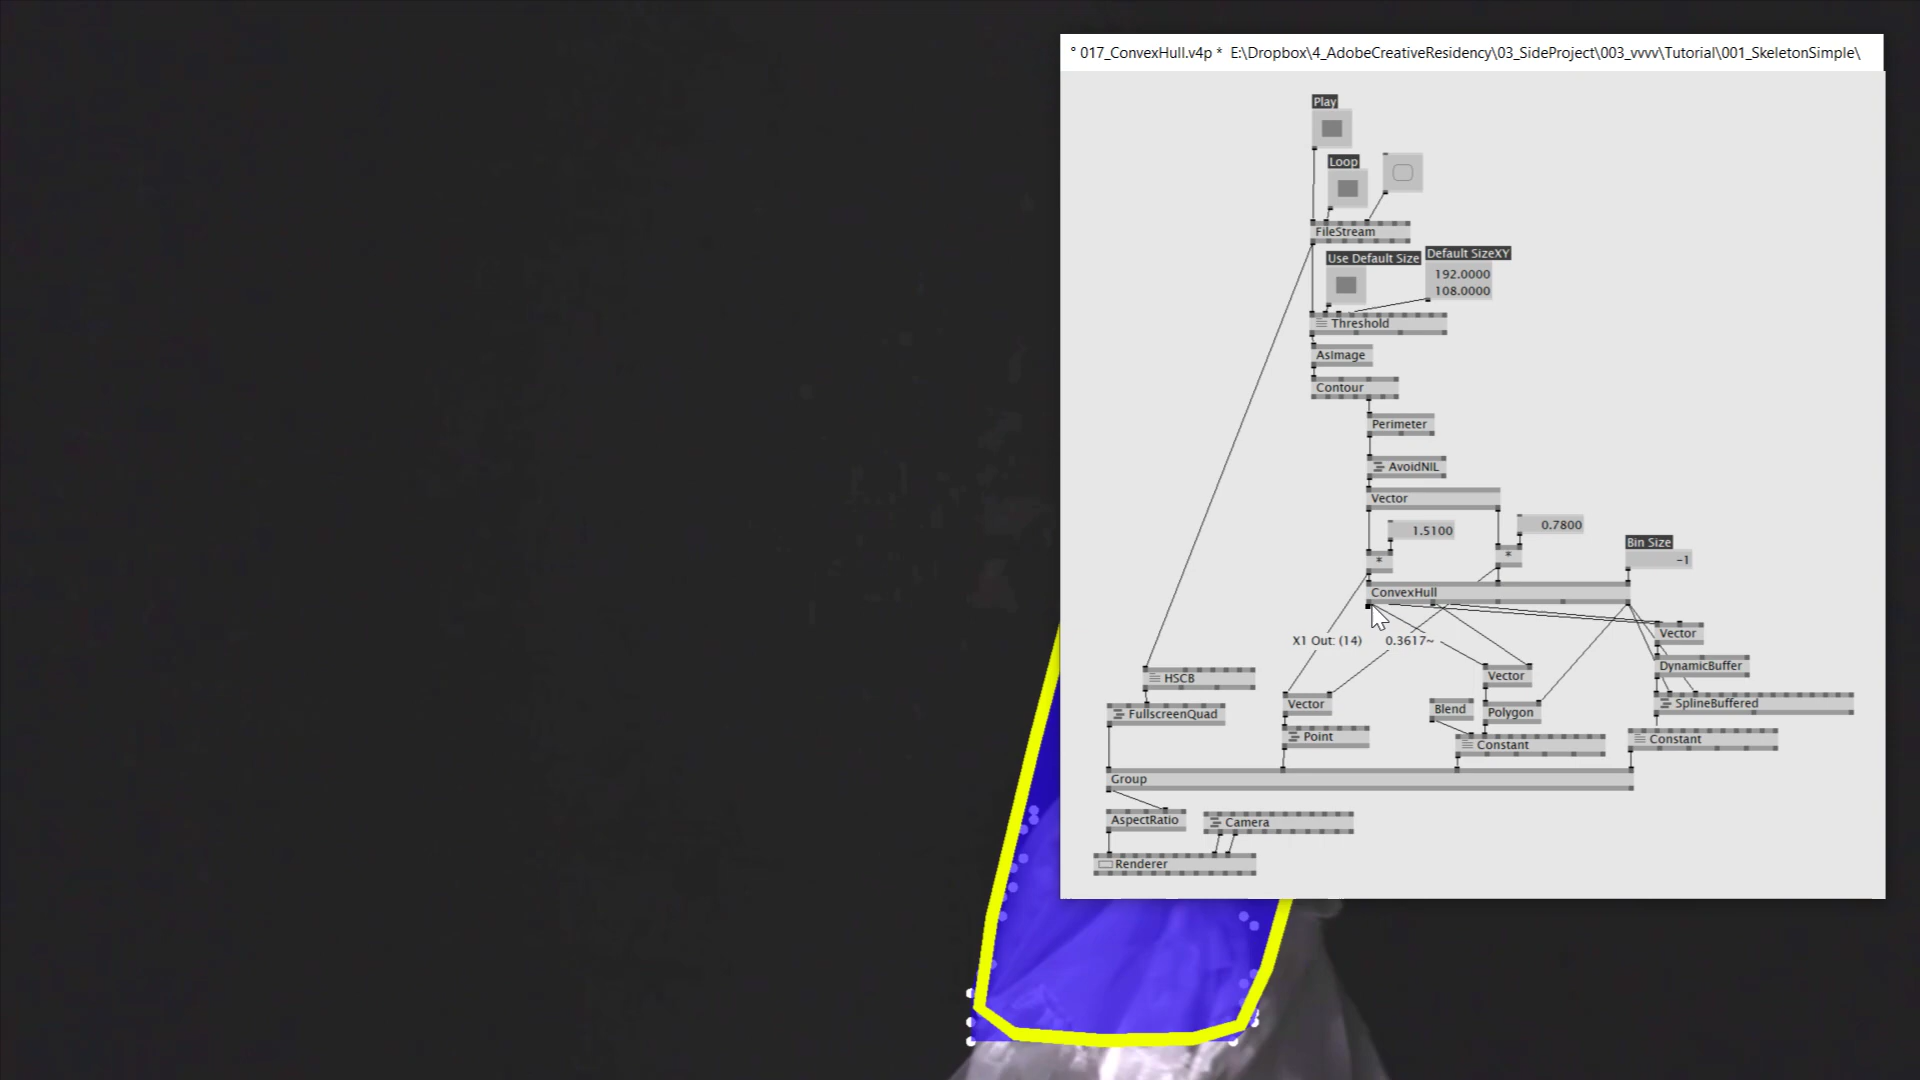 ° 017_ConvexHull.v4p * E:\Dropbox\4_AdobeCreativeResidency\03_SideProject\003_vvvv\Tutorial\001_SkeletonSimple\
Play
Loop
FileStream
Use Default Size
Default SizeXY
192.0000
108.0000
Threshold
AsImage
Contour
Perimeter
AvoidNIL
Vector
1.5100
0.7800
*
*
Bin Size
-1
ConvexHull
X1 Out: (14) 0.3617~
Vector
DynamicBuffer
SplineBuffered
Constant
HSCB
FullscreenQuad
Vector
Point
Vector
Blend
Polygon
Constant
Group
AspectRatio
Camera
Renderer